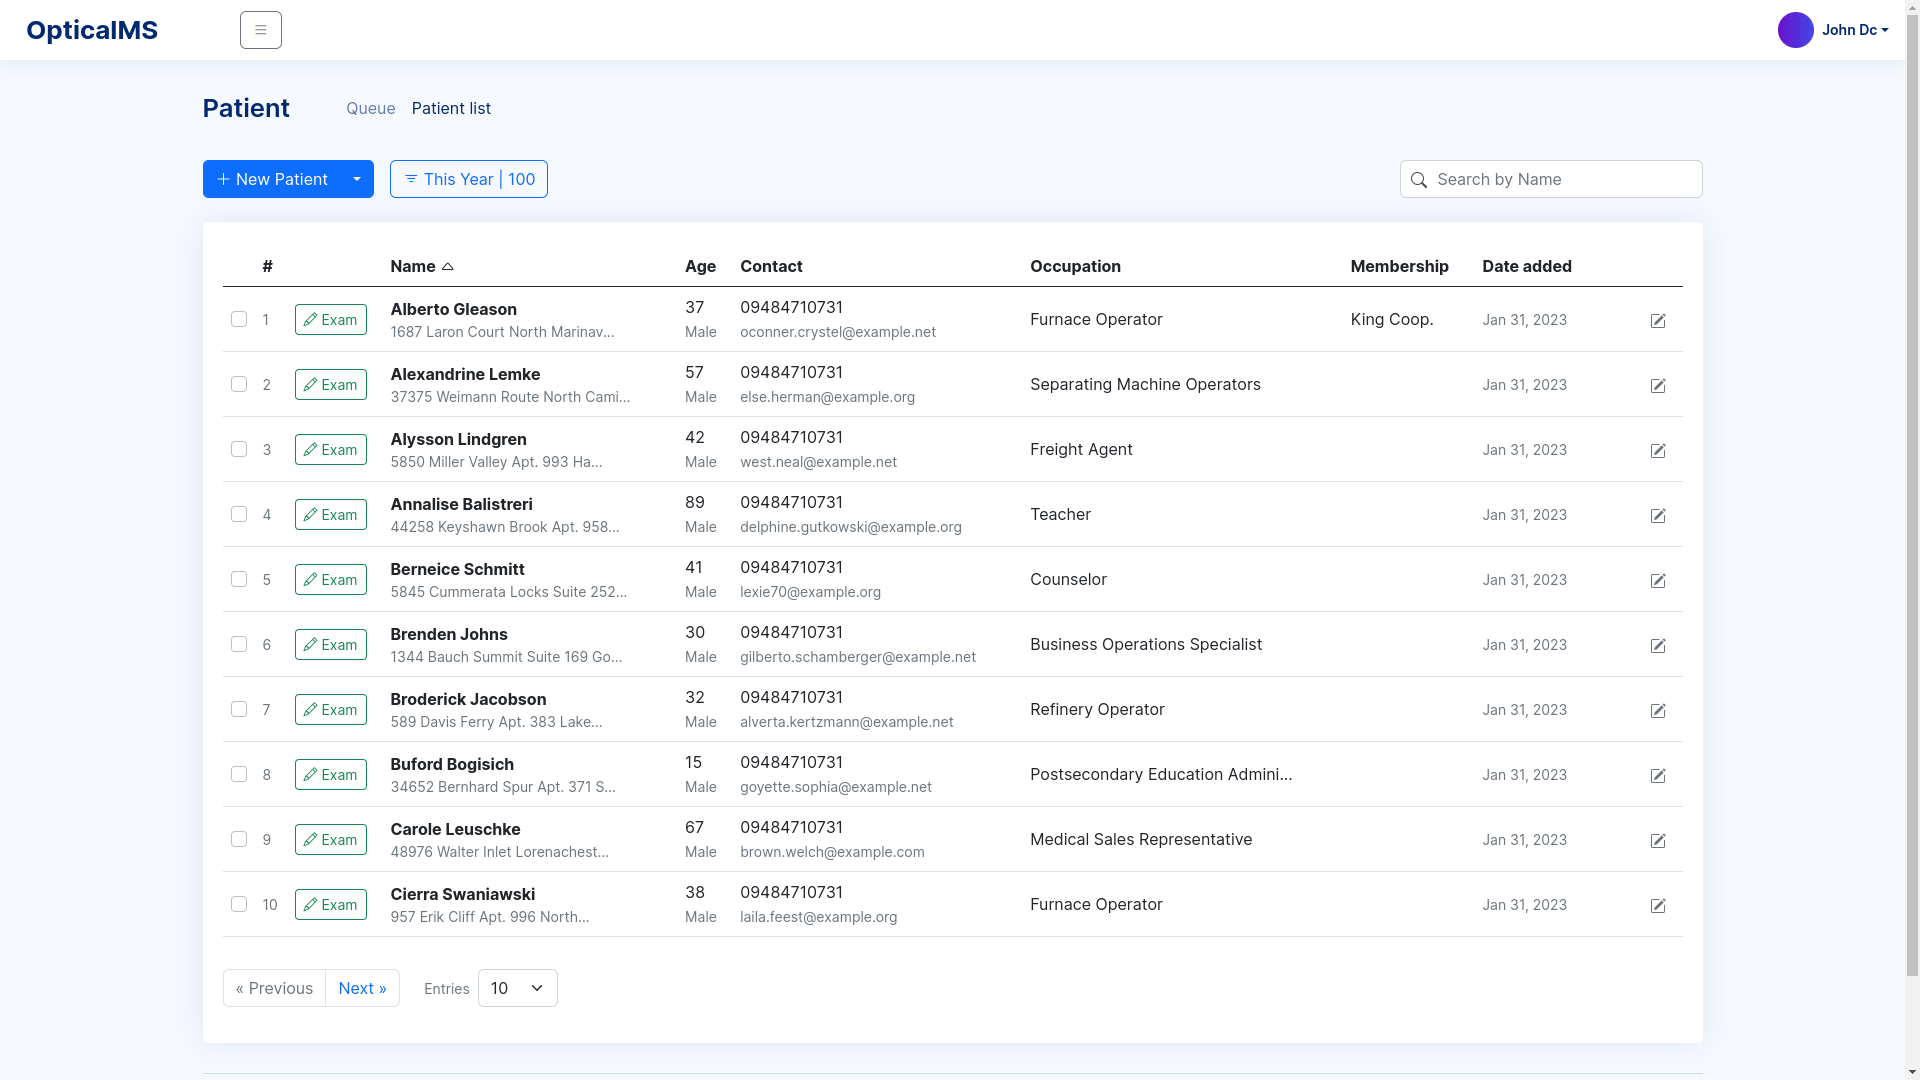 OpticalMS
John Dc
Patient
Queue
Patient list
New Patient
This Year | 100
Search by Name
# Name Age Contact Occupation Membership Date added
1 Exam Alberto Gleason 37 09484710731 Furnace Operator King Coop. Jan 31, 2023
1687 Laron Court North Marinav... Male oconner.crystel@example.net
2 Exam Alexandrine Lemke 57 09484710731 Separating Machine Operators Jan 31, 2023
37375 Weimann Route North Cami... Male else.herman@example.org
3 Exam Alysson Lindgren 42 09484710731 Freight Agent Jan 31, 2023
5850 Miller Valley Apt. 993 Ha... Male west.neal@example.net
4 Exam Annalise Balistreri 89 09484710731 Teacher Jan 31, 2023
44258 Keyshawn Brook Apt. 958... Male delphine.gutkowski@example.org
5 Exam Berneice Schmitt 41 09484710731 Counselor Jan 31, 2023
5845 Cummerata Locks Suite 252... Male lexie70@example.org
6 Exam Brenden Johns 30 09484710731 Business Operations Specialist Jan 31, 2023
1344 Bauch Summit Suite 169 Go... Male gilberto.schamberger@example.net
7 Exam Broderick Jacobson 32 09484710731 Refinery Operator Jan 31, 2023
589 Davis Ferry Apt. 383 Lake... Male alverta.kertzmann@example.net
8 Exam Buford Bogisich 15 09484710731 Postsecondary Education Admini... Jan 31, 2023
34652 Bernhard Spur Apt. 371 S... Male goyette.sophia@example.net
9 Exam Carole Leuschke 67 09484710731 Medical Sales Representative Jan 31, 2023
48976 Walter Inlet Lorenachest... Male brown.welch@example.com
10 Exam Cierra Swaniawski 38 09484710731 Furnace Operator Jan 31, 2023
957 Erik Cliff Apt. 996 North... Male laila.feest@example.org
« Previous Next » Entries 10